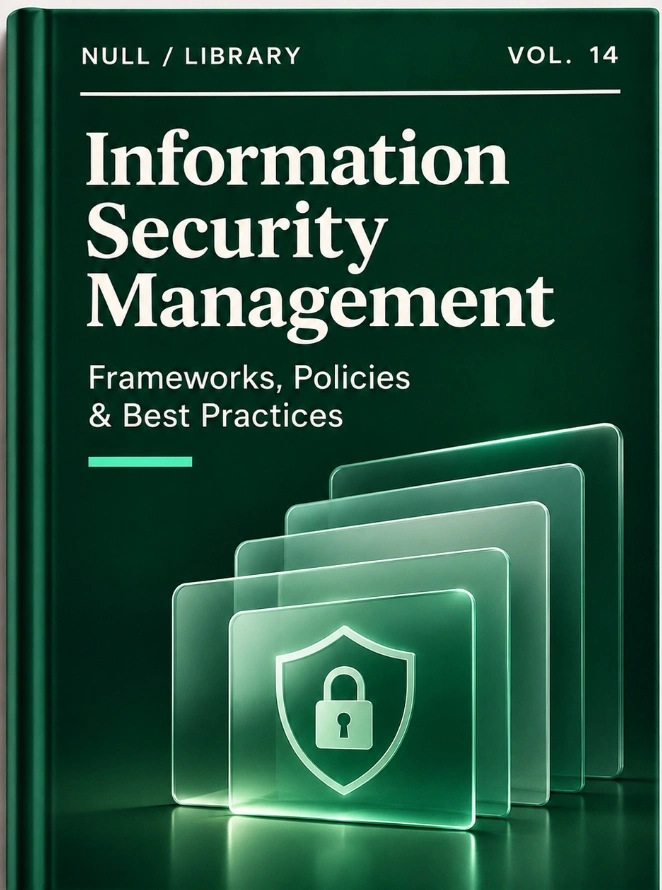 NULL / LIBRARY
VOL. 14
Information
Security
Management
Frameworks, Policies
& Best Practices